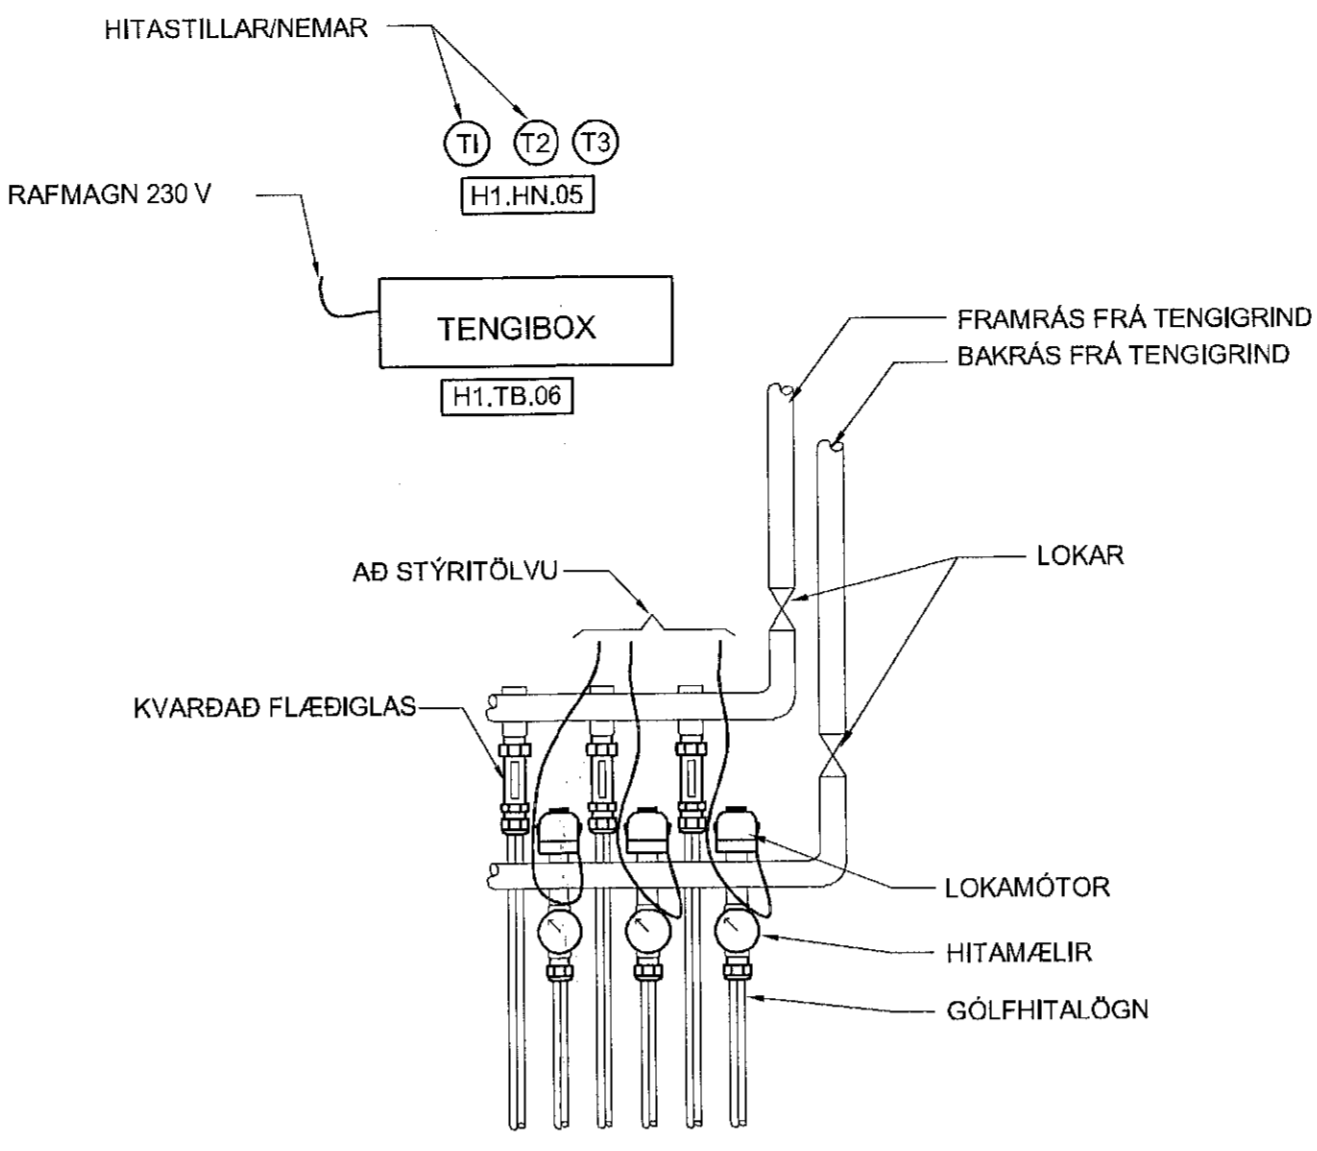 HITASTILLAR/NEMAR
T1 T2 T3
H1.HN.05
RAFMAGN 230 V
TENGIBOX
H1.TB.06
FRAMRÁS FRÁ TENGIGRIND
BAKRÁS FRÁ TENGIGRIND
LOKAR
AÐ STÝRITÖLVU
KVARÐAÐ FLÆÐIGLAS
LOKAMÓTOR
HITAMÆLIR
GÓLFHITALÖGN